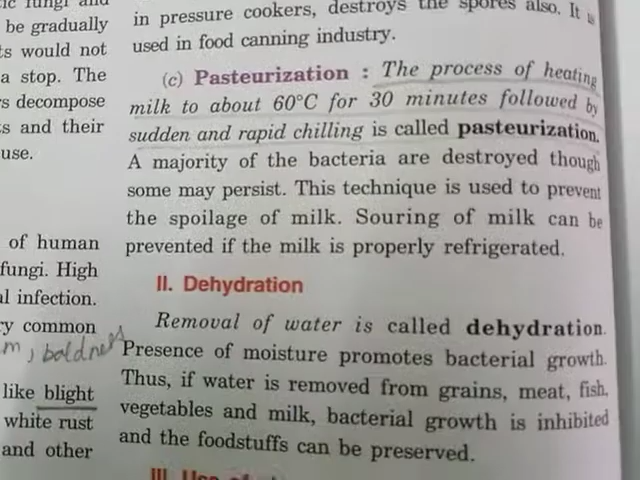 fungi and
be gradually
would not
a stop. The
decompose
and their
use.
of human
fungi. High
infection.
common
boldness
like blight
white rust
and other
in pressure cookers, destroys the spores also. It is
used in food canning industry.
(c) Pasteurization : The process of heating
milk to about 60°C for 30 minutes followed by
sudden and rapid chilling is called pasteurization.
A majority of the bacteria are destroyed though
some may persist. This technique is used to prevent
the spoilage of milk. Souring of milk can be
prevented if the milk is properly refrigerated.
II. Dehydration
Removal of water is called dehydration.
Presence of moisture promotes bacterial growth.
Thus, if water is removed from grains, meat, fish,
vegetables and milk, bacterial growth is inhibited
and the foodstuffs can be preserved.
III. Use of